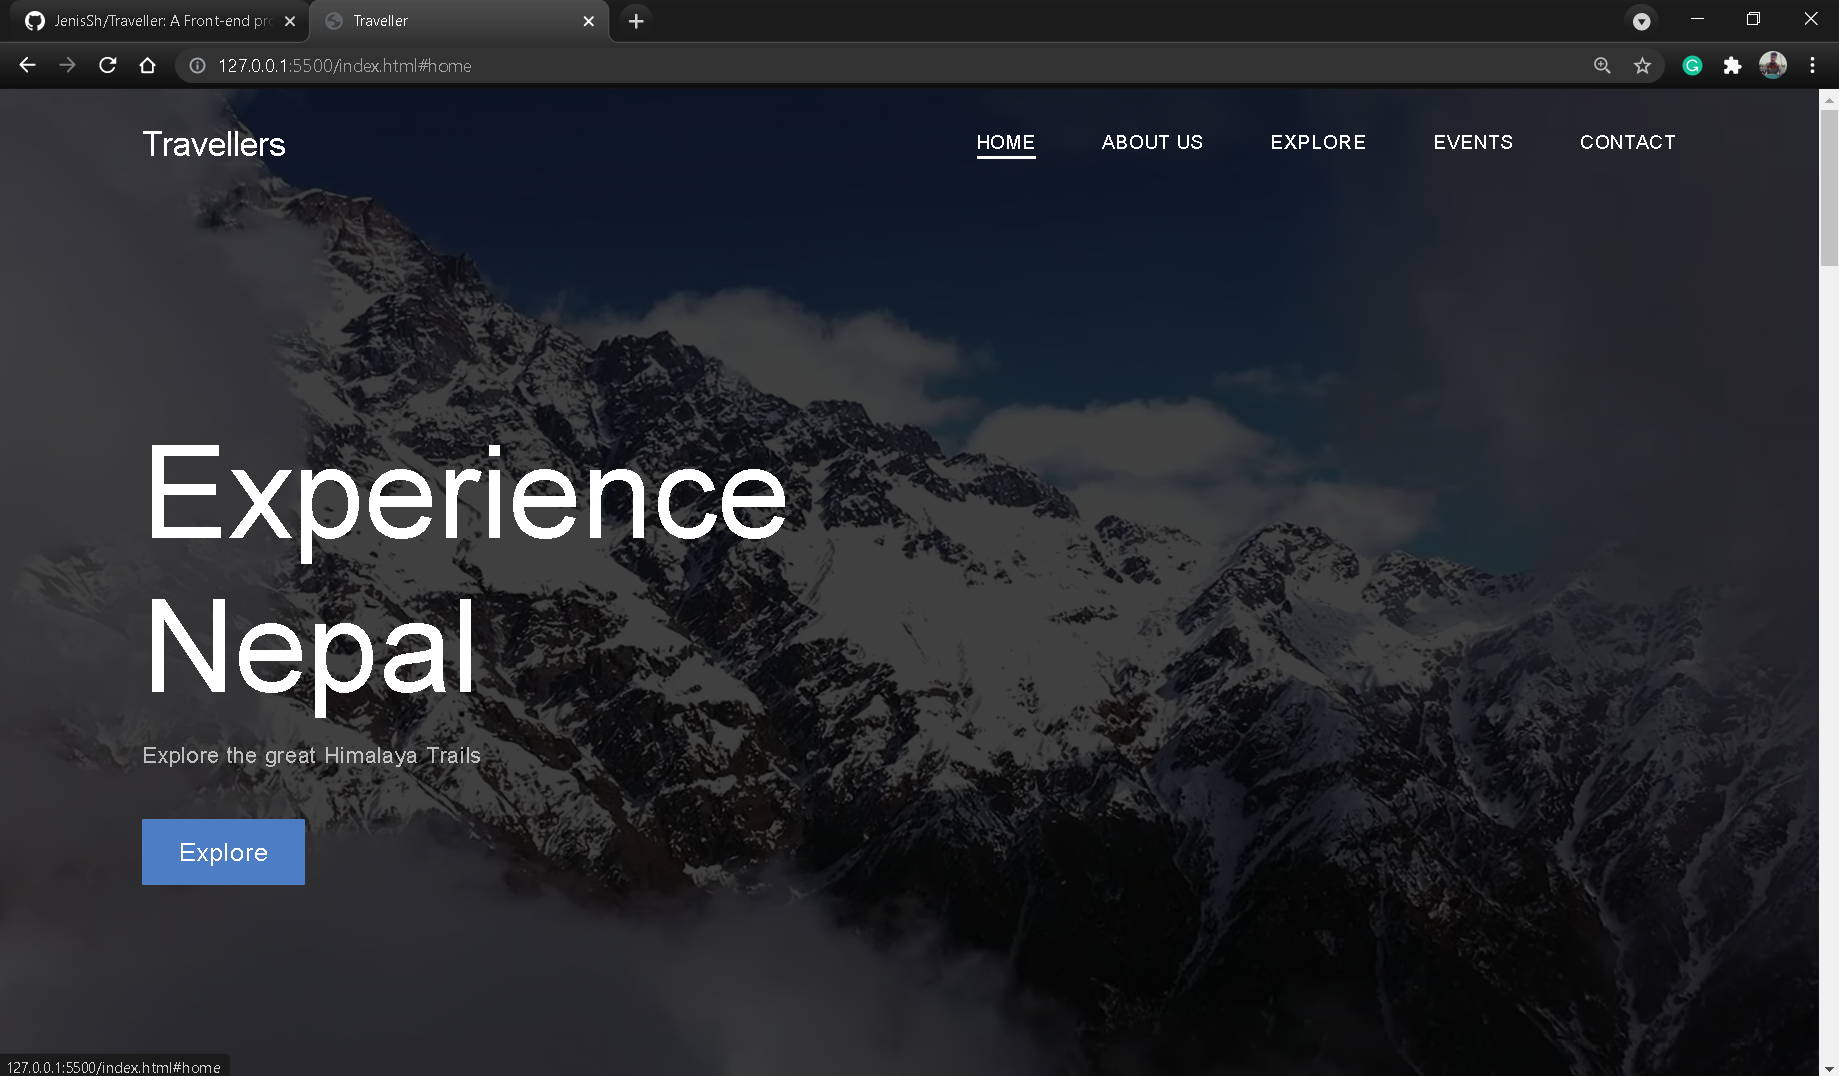 JenisSh/Traveller: A Front-end pro
Traveller
127.0.0.1:5500/index.html#home
Travellers
HOME
ABOUT US
EXPLORE
EVENTS
CONTACT
Experience
Nepal
Explore the great Himalaya Trails
Explore
127.0.0.1:5500/index.html#home